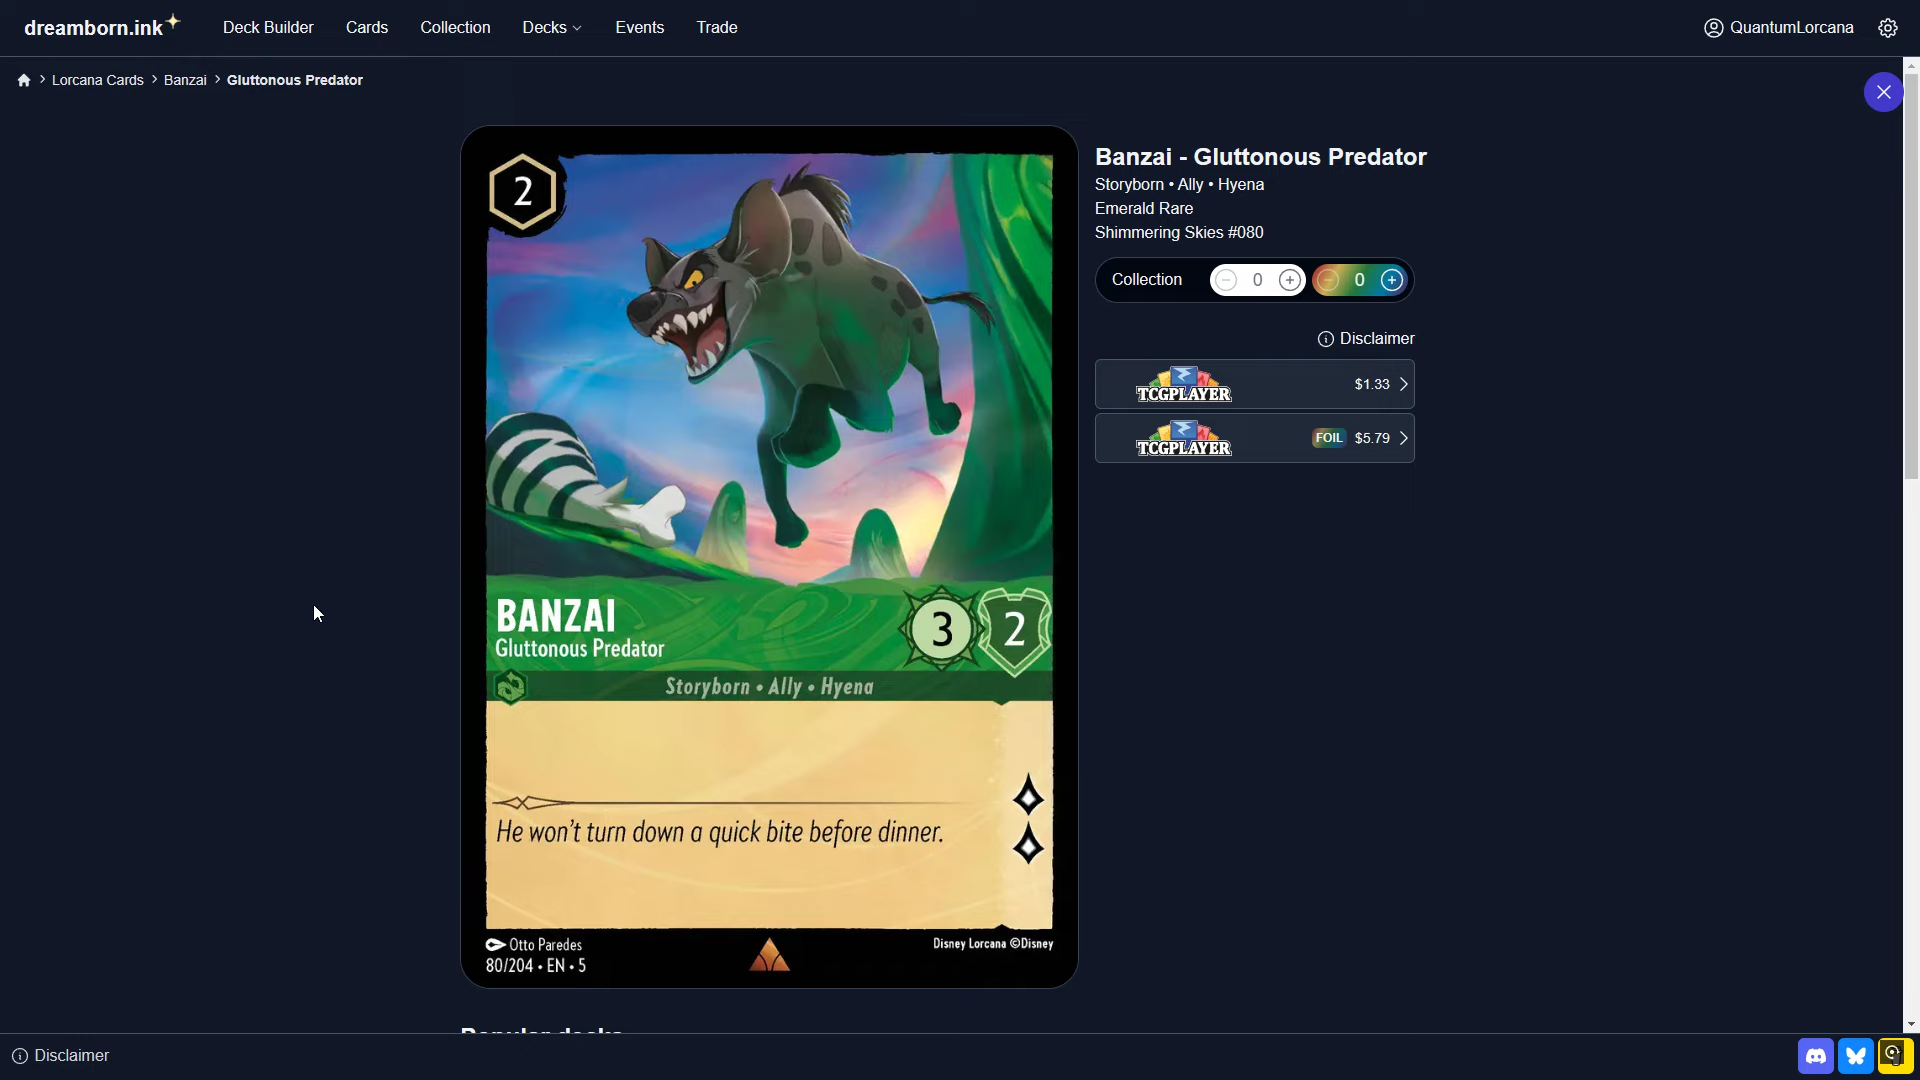 dreamborn.ink
Deck Builder
Cards
Collection
Decks
Events
Trade
QuantumLorcana
Lorcana Cards
Banzai
Gluttonous Predator
2
BANZAI
Gluttonous Predator
3
2
Storyborn • Ally • Hyena
He won't turn down a quick bite before dinner.
Otto Paredes
80/204 • EN • 5
Disney Lorcana ©Disney
Banzai - Gluttonous Predator
Storyborn • Ally • Hyena
Emerald Rare
Shimmering Skies #080
Collection
0
0
Disclaimer
TCGPLAYER
$1.33
TCGPLAYER
FOIL $5.79
Popular decks
Disclaimer